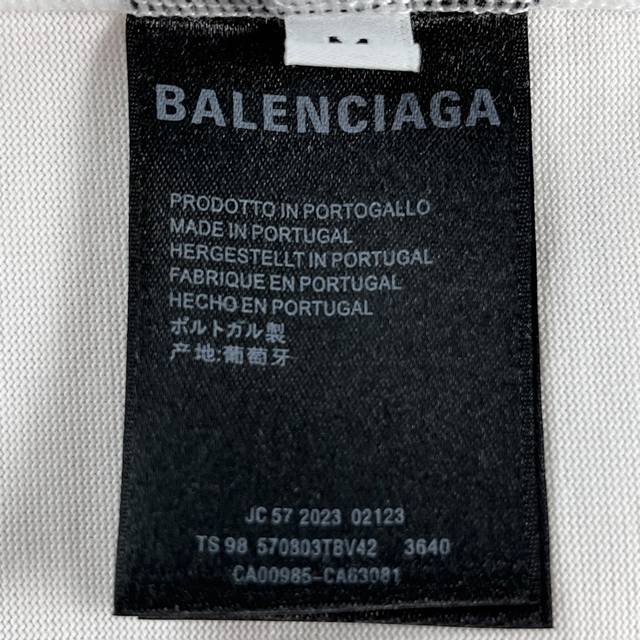 M
BALENCIAGA
PRODOTTO IN PORTOGALLO
MADE IN PORTUGAL
HERGESTELLT IN PORTUGAL
FABRIQUE EN PORTUGAL
HECHO EN PORTUGAL
ポルトガル製
产地:葡萄牙
JC 57 2023 02123
TS 98 570803TBV42 3640
CA00985-CA63081